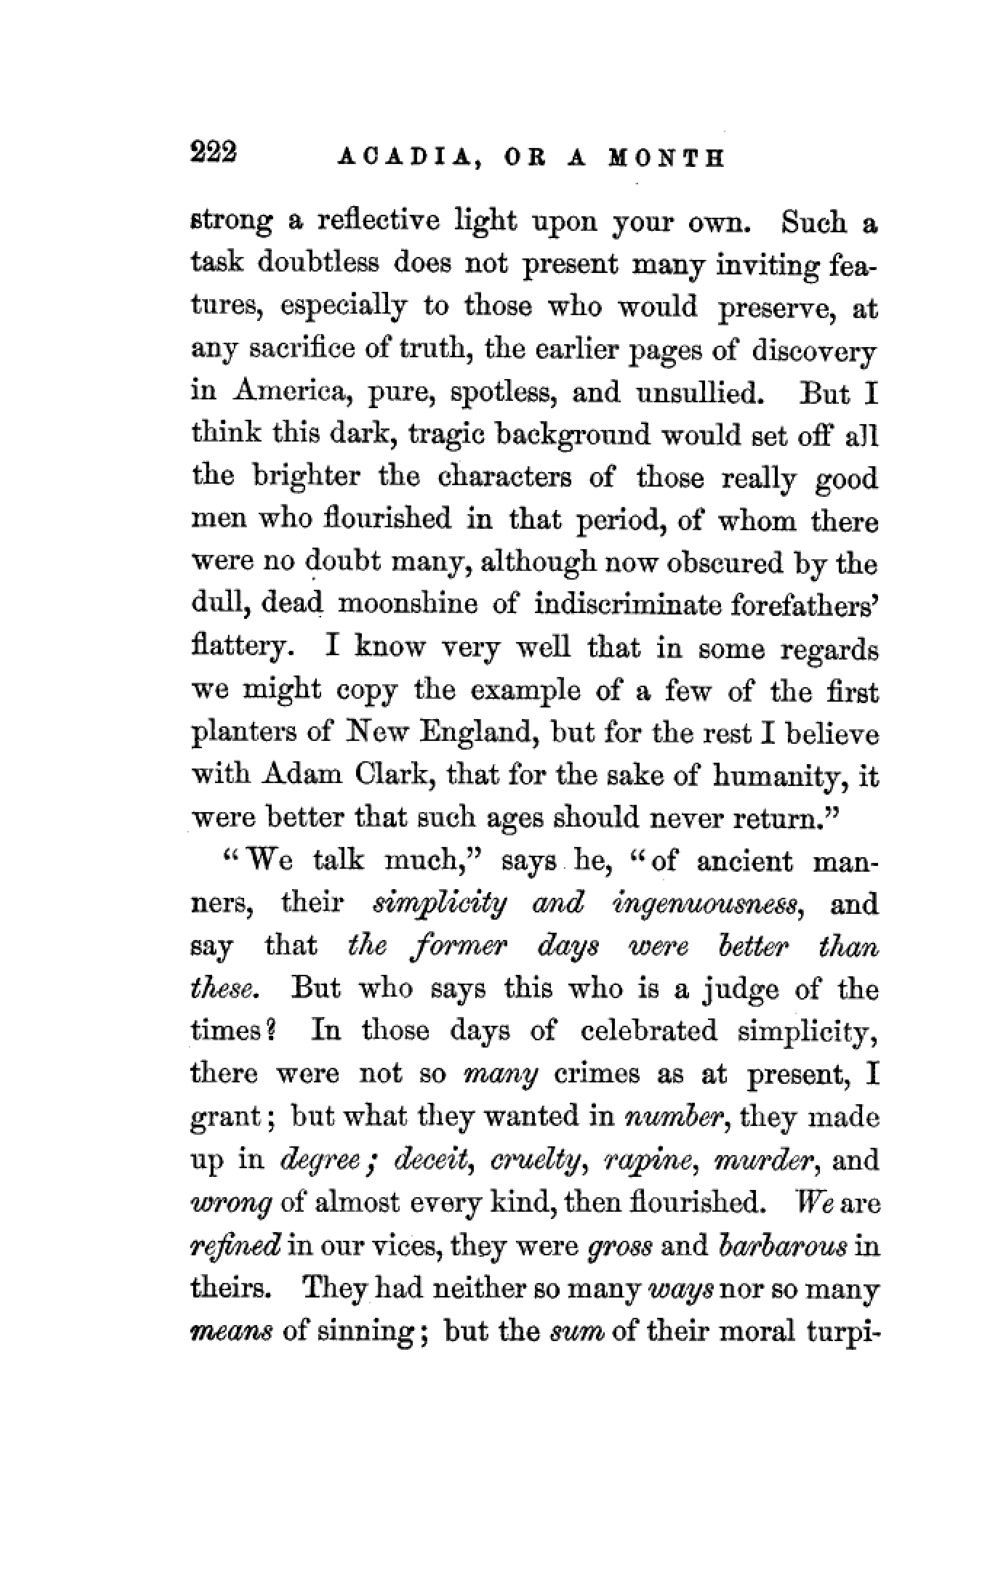 222 ACADIA, OR A MONTH
strong a reflective light upon your own. Such a
task doubtless does not present many inviting fea-
tures, especially to those who would preserve, at
any sacrifice of truth, the earlier pages of discovery
in America, pure, spotless, and unsullied. But I
think this dark, tragic background would set off all
the brighter the characters of those really good
men who flourished in that period, of whom there
were no doubt many, although now obscured by the
dull, dead moonshine of indiscriminate forefathers’
flattery. I know very well that in some regards
we might copy the example of a few of the first
planters of New England, but for the rest I believe
with Adam Clark, that for the sake of humanity, it
were better that such ages should never return.”
“We talk much,” says he, “of ancient man-
ners, their simplicity and ingenuousness, and
say that the former days were better than
these. But who says this who is a judge of the
times? In those days of celebrated simplicity,
there were not so many crimes as at present, I
grant; but what they wanted in number, they made
up in degree; deceit, cruelty, rapine, murder, and
wrong of almost every kind, then flourished. We are
refined in our vices, they were gross and barbarous in
theirs. They had neither so many ways nor so many
means of sinning; but the sum of their moral turpi-